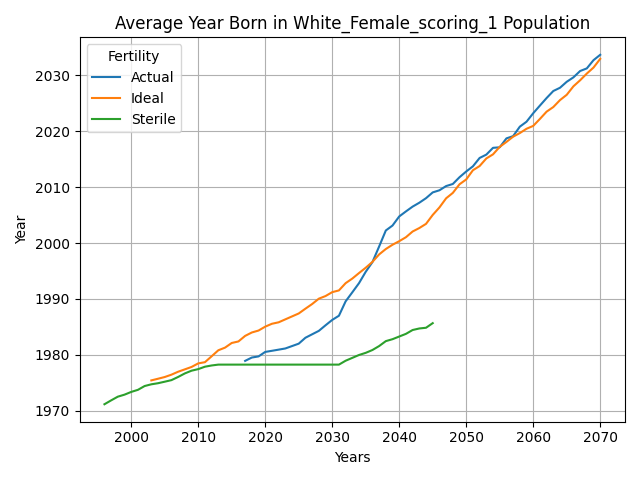 Average Year Born in White_Female_scoring_1 Population
Fertility
Actual
Ideal
Sterile
2030
2020
2010
2000
1990
1980
1970
Year
2000 2010 2020 2030 2040 2050 2060 2070
Years